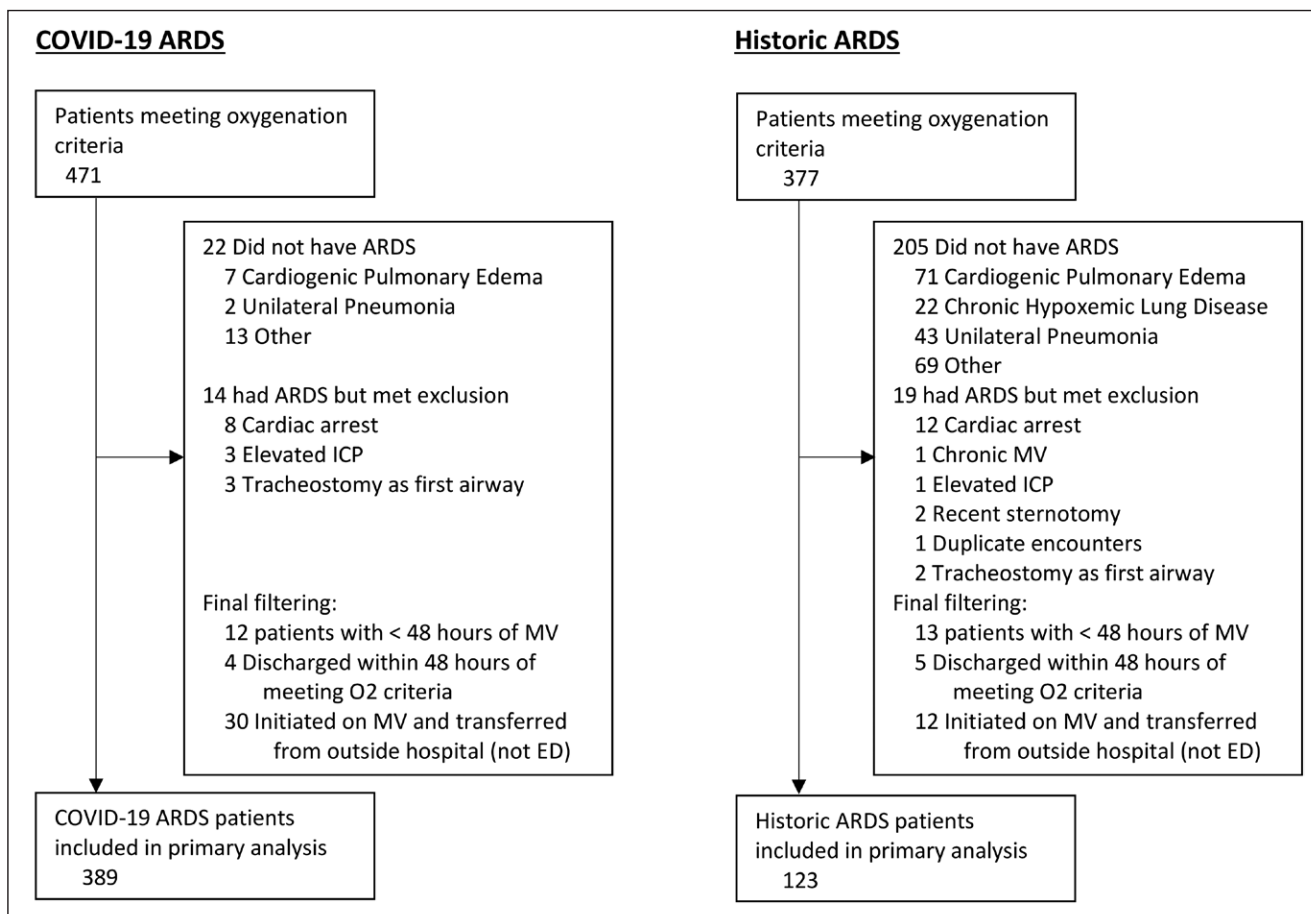 COVID-19 ARDS
Patients meeting oxygenation
criteria
471
22 Did not have ARDS
7 Cardiogenic Pulmonary Edema
2 Unilateral Pneumonia
13 Other
14 had ARDS but met exclusion
8 Cardiac arrest
3 Elevated ICP
3 Tracheostomy as first airway
Final filtering:
12 patients with < 48 hours of MV
4 Discharged within 48 hours of
meeting O2 criteria
30 Initiated on MV and transferred
from outside hospital (not ED)
COVID-19 ARDS patients
included in primary analysis
389
Historic ARDS
Patients meeting oxygenation
criteria
377
205 Did not have ARDS
71 Cardiogenic Pulmonary Edema
22 Chronic Hypoxemic Lung Disease
43 Unilateral Pneumonia
69 Other
19 had ARDS but met exclusion
12 Cardiac arrest
1 Chronic MV
1 Elevated ICP
2 Recent sternotomy
1 Duplicate encounters
2 Tracheostomy as first airway
Final filtering:
13 patients with < 48 hours of MV
5 Discharged within 48 hours of
meeting O2 criteria
12 Initiated on MV and transferred
from outside hospital (not ED)
Historic ARDS patients
included in primary analysis
123